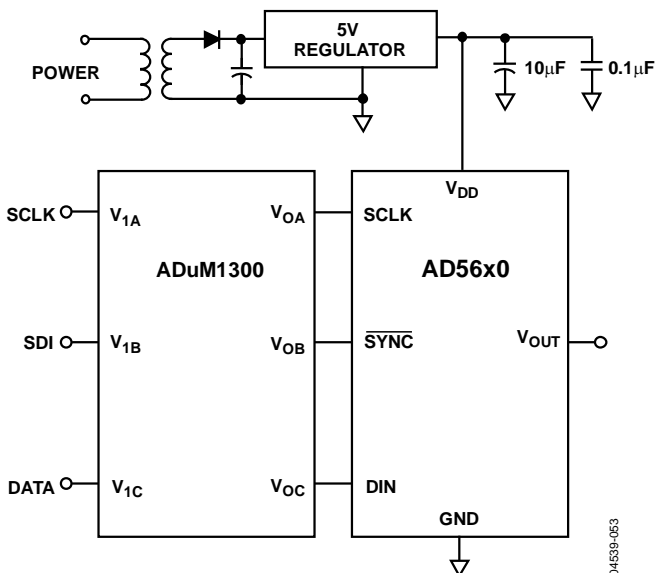 5V
REGULATOR
POWER
10μF
0.1μF
VDD
SCLK
V1A
VOA
SCLK
ADuM1300
AD56x0
SDI
V1B
VOB
SYNC
VOUT
DATA
V1C
VOC
DIN
GND
04539-053